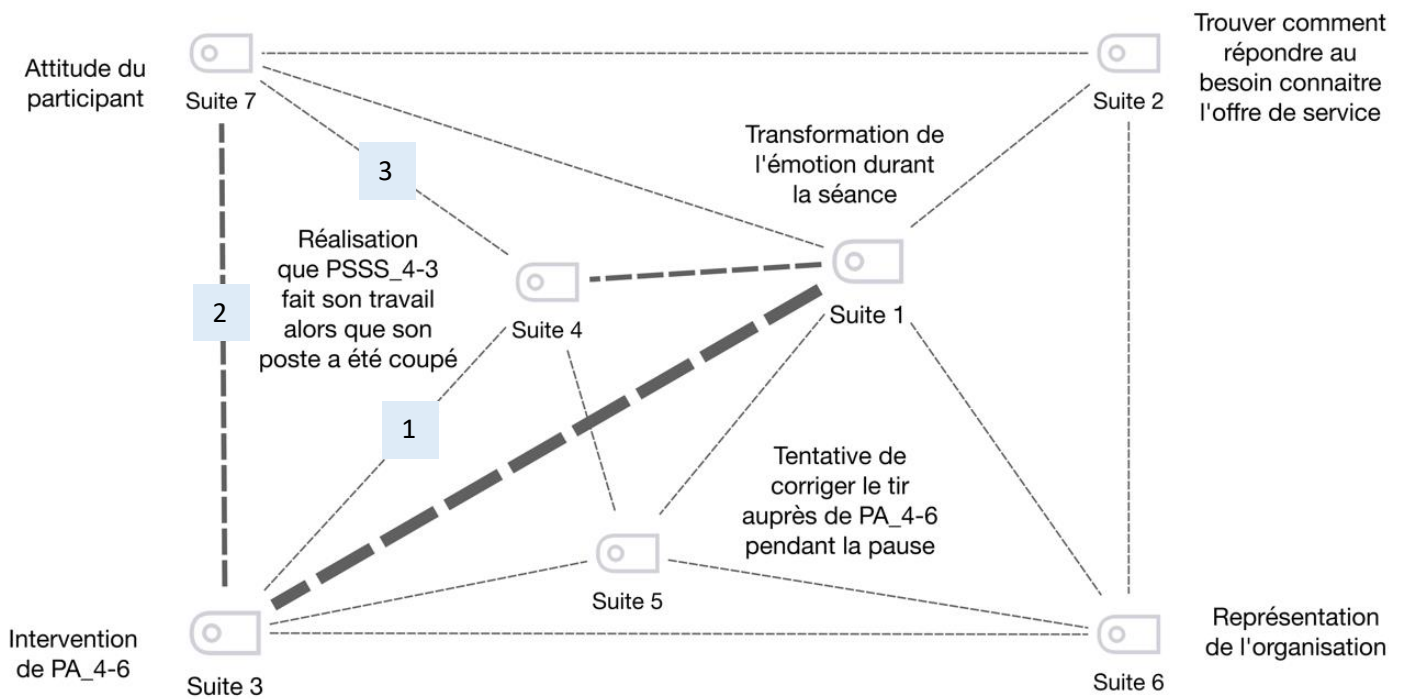 Attitude du
participant
Suite 7
Suite 2
Trouver comment
répondre au
besoin connaitre
l'offre de service
Transformation de
l'émotion durant
la séance
3
Réalisation
que PSSS_4-3
fait son travail
alors que son
poste a été coupé
2
Suite 4
Suite 1
1
Tentative de
corriger le tir
auprès de PA_4-6
pendant la pause
Suite 5
Intervention
de PA_4-6
Suite 3
Suite 6
Représentation
de l'organisation